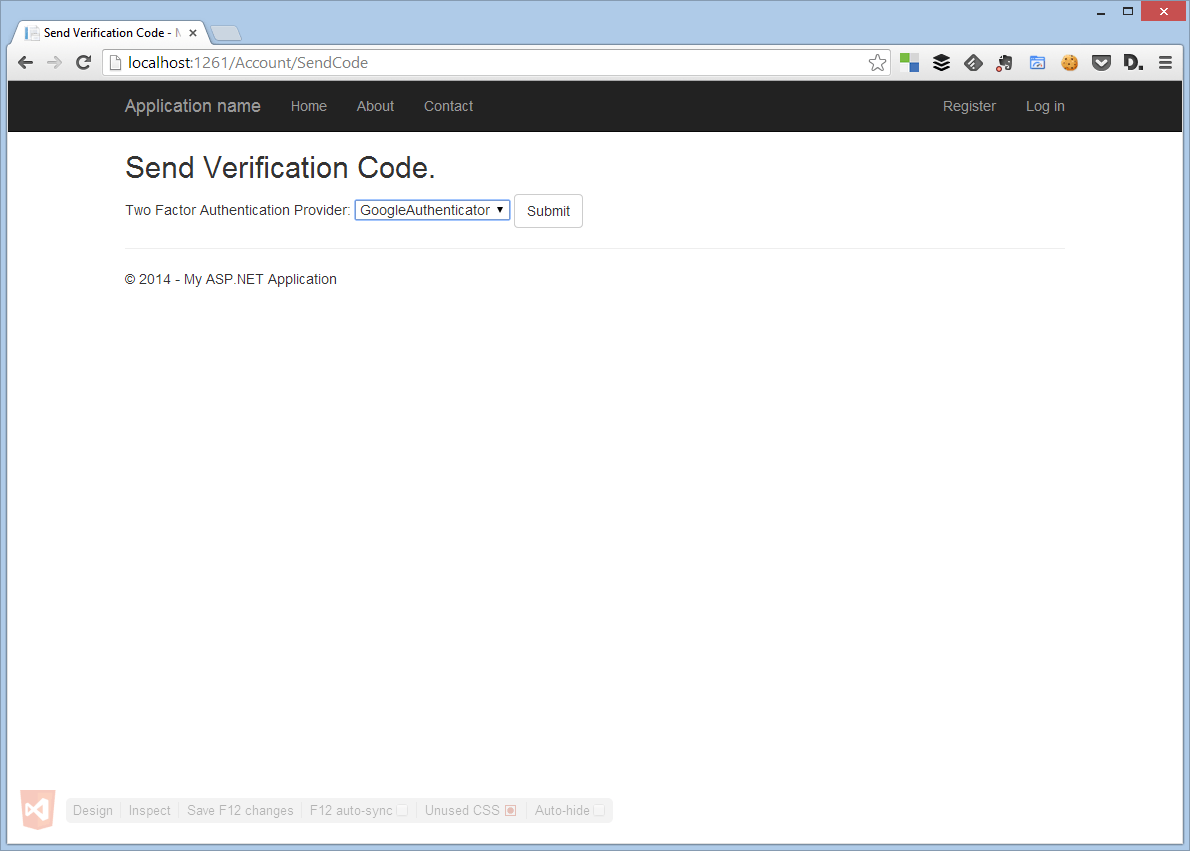 Send Verification Code - M
localhost:1261/Account/SendCode
D.
Application name Home About Contact Register Log in
Send Verification Code.
Two Factor Authentication Provider: GoogleAuthenticator Submit
© 2014 - My ASP.NET Application
Design Inspect Save F12 changes F12 auto-sync Unused CSS Auto-hide